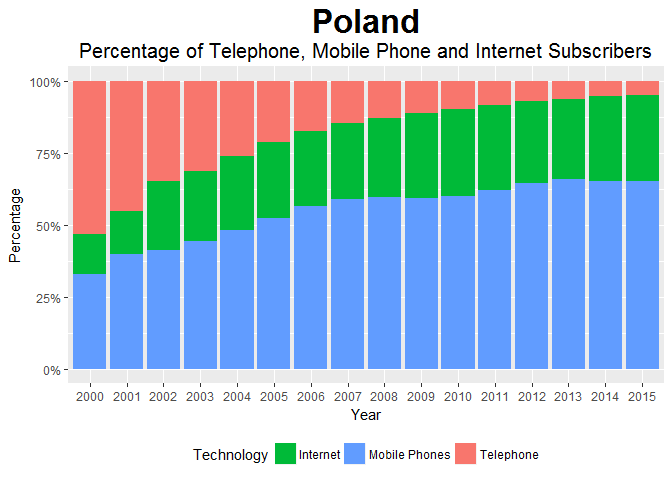 Poland
Percentage of Telephone, Mobile Phone and Internet Subscribers
100%
75%
50%
25%
0%
Percentage
2000 2001 2002 2003 2004 2005 2006 2007 2008 2009 2010 2011 2012 2013 2014 2015
Year
Technology Internet Mobile Phones Telephone